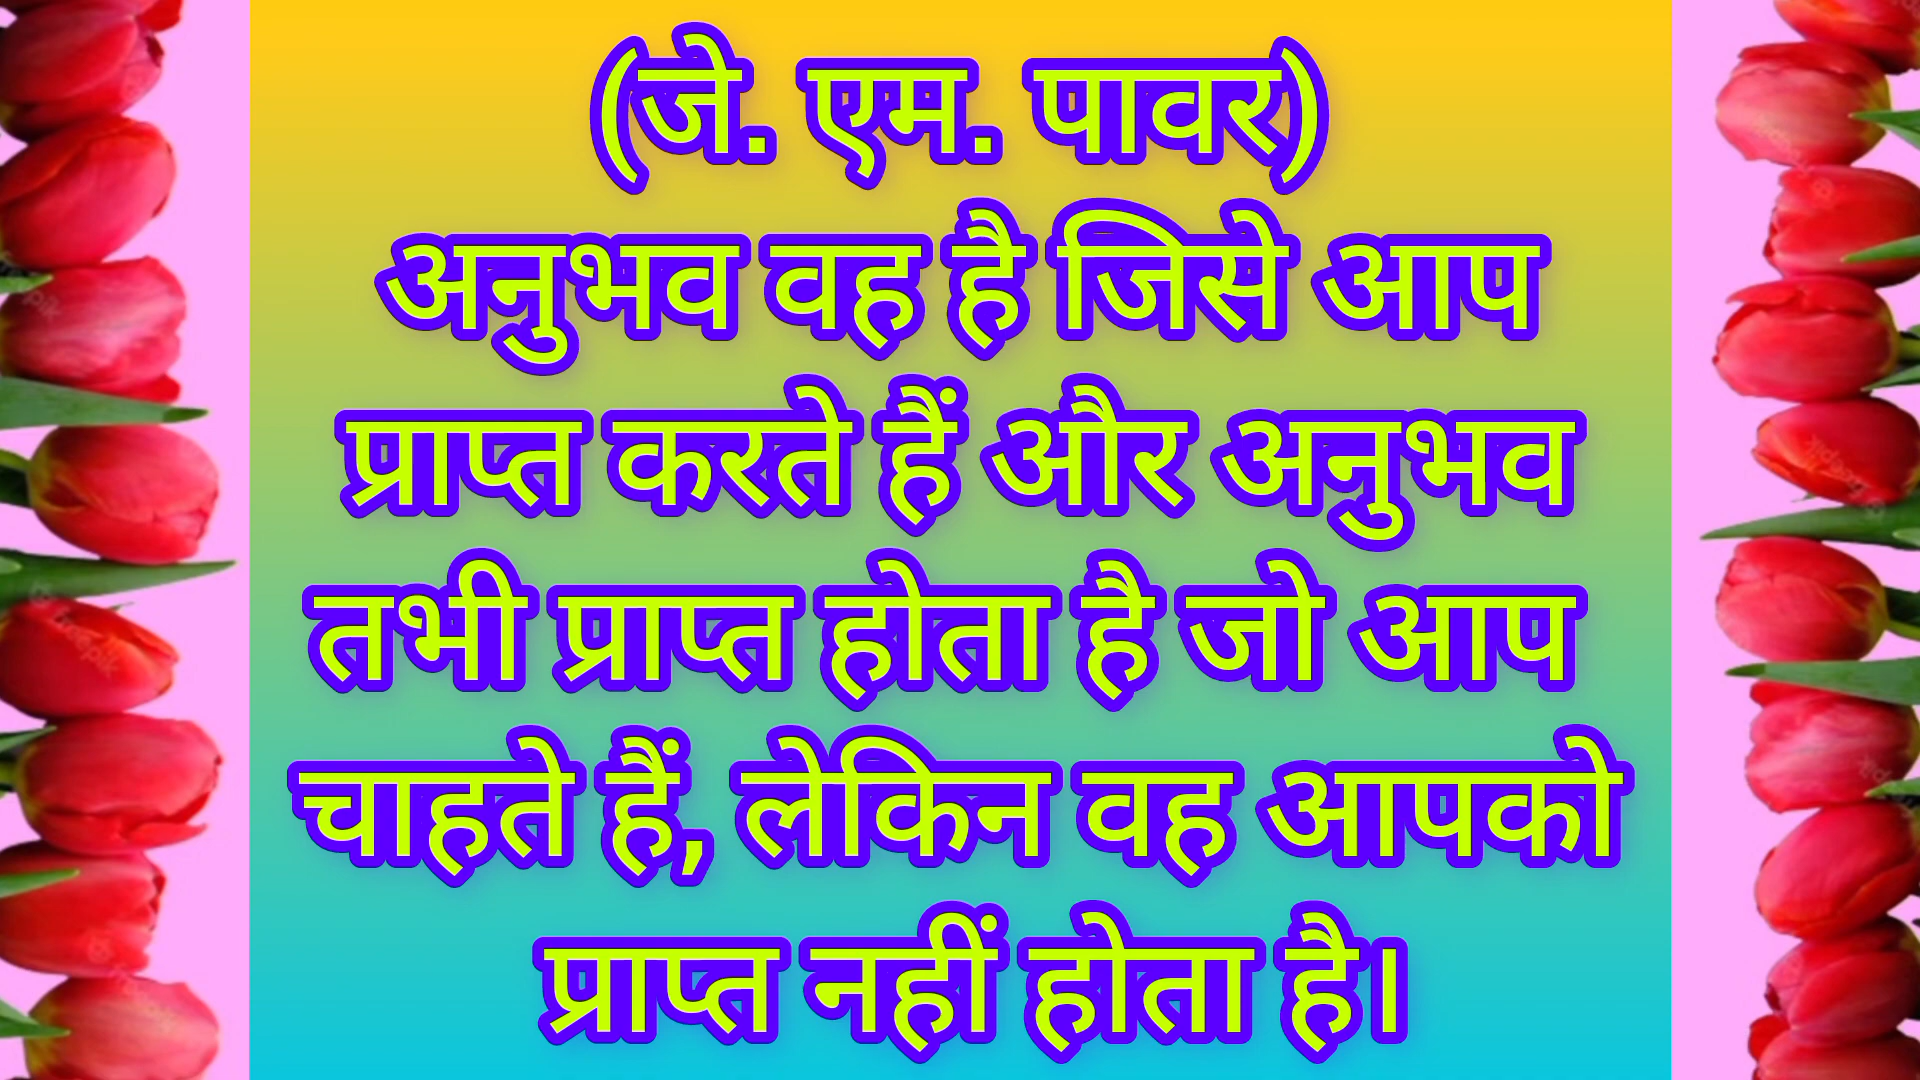 (जे. एम. पावर)
अनुभव वह है जिसे आप
प्राप्त करते हैं और अनुभव
तभी प्राप्त होता है जो आप
चाहते हैं, लेकिन वह आपको
प्राप्त नहीं होता है।